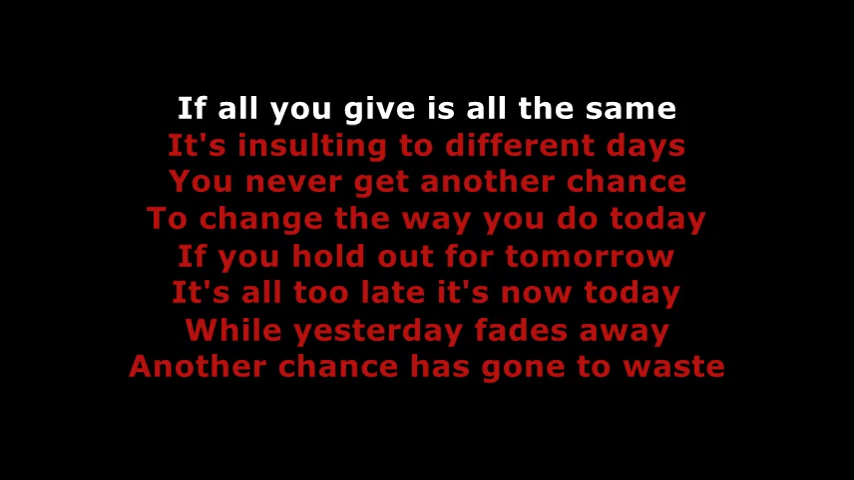 If all you give is all the same
It's insulting to different days
You never get another chance
To change the way you do today
If you hold out for tomorrow
It's all too late it's now today
While yesterday fades away
Another chance has gone to waste